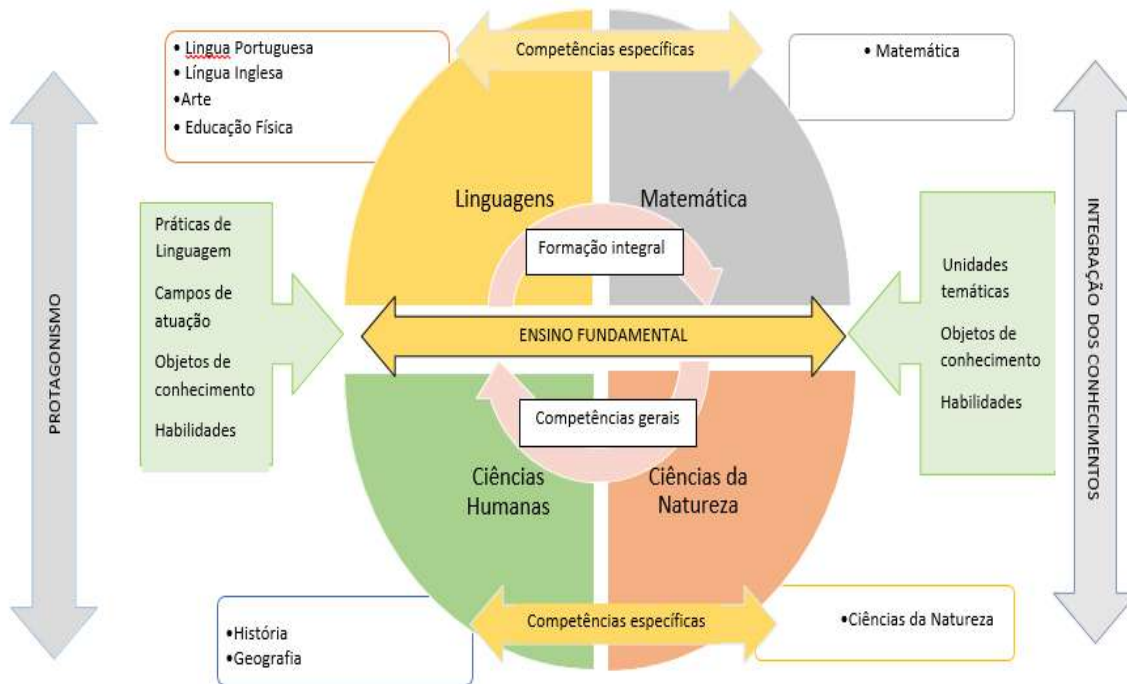 • Lingua Portuguesa
• Língua Inglesa
•Arte
• Educação Física
Competências específicas
• Matemática
PROTAGONISMO
Práticas de
Linguagem
Campos de
atuação
Objetos de
conhecimento
Habilidades
Linguagens
Matemática
Formação integral
ENSINO FUNDAMENTAL
Competências gerais
Ciências
Humanas
Ciências da
Natureza
Unidades
temáticas
Objetos de
conhecimento
Habilidades
INTEGRAÇÃO DOS CONHECIMENTOS
•História
•Geografia
Competências específicas
•Ciências da Natureza